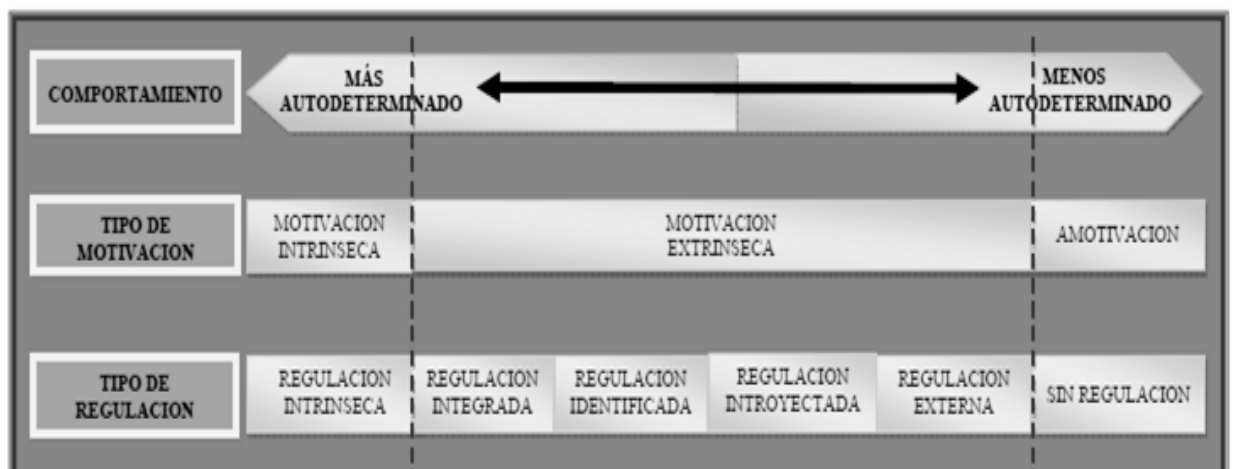 COMPORTAMIENTO
MÁS
AUTODETERMINADO
MENOS
AUTODETERMINADO
TIPO DE
MOTIVACION
MOTIVACION
INTRINSECA
MOTIVACION
EXTRINSECA
AMOTIVACION
TIPO DE
REGULACION
REGULACION
INTRINSECA
REGULACION
INTEGRADA
REGULACION
IDENTIFICADA
REGULACION
INTROYECTADA
REGULACION
EXTERNA
SIN REGULACION